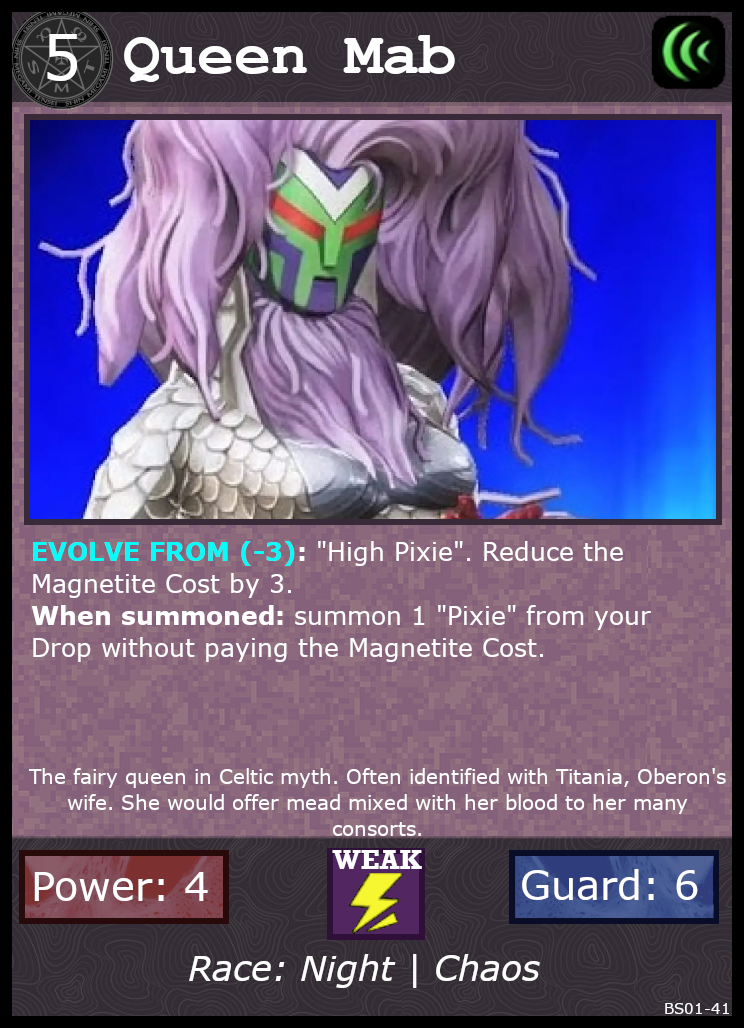 5 Queen Mab
EVOLVE FROM (-3): "High Pixie". Reduce the
Magnetite Cost by 3.
When summoned: summon 1 "Pixie" from your
Drop without paying the Magnetite Cost.
The fairy queen in Celtic myth. Often identified with Titania, Oberon's
wife. She would offer mead mixed with her blood to her many
consorts.
Power: 4
WEAK
Guard: 6
Race: Night | Chaos
BS01-41